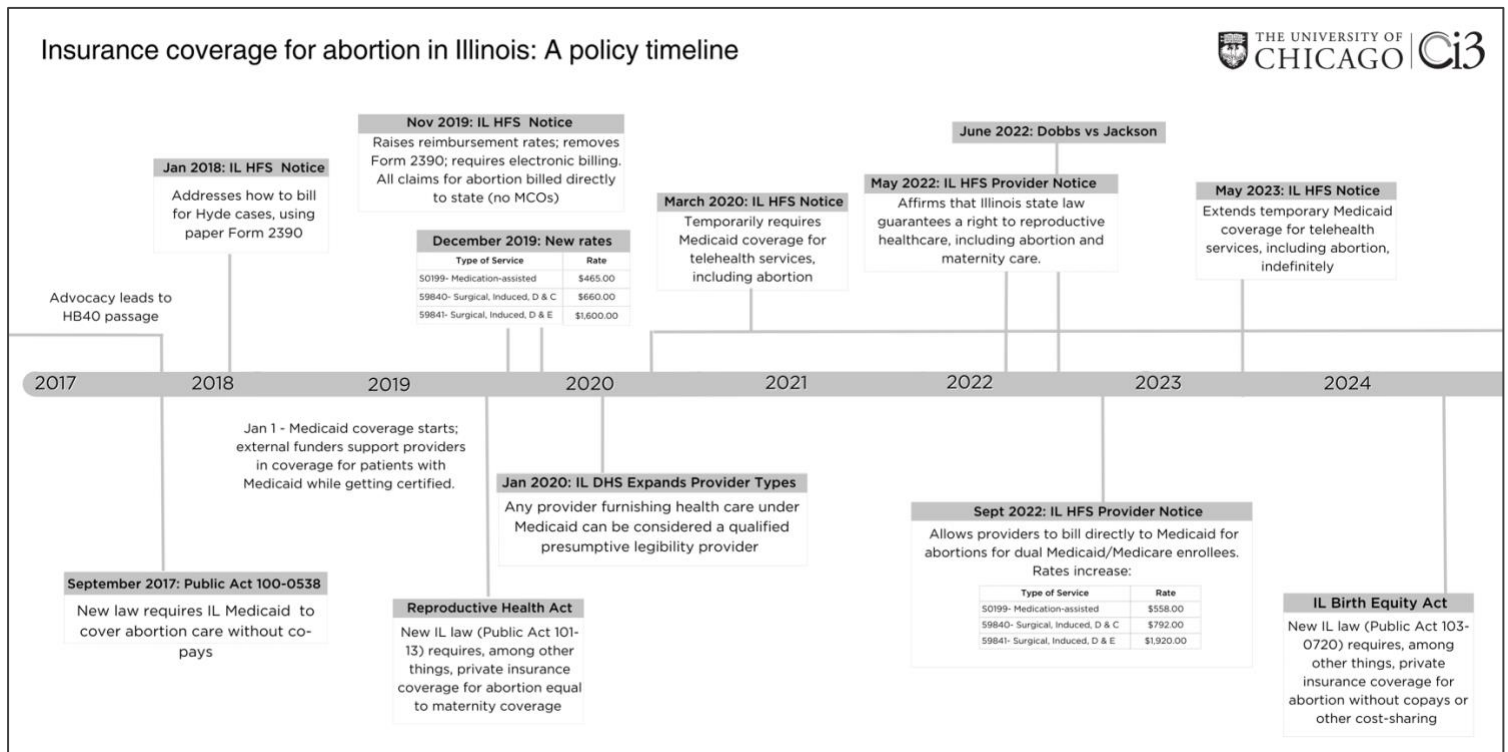 Insurance coverage for abortion in Illinois: A policy timeline
THE UNIVERSITY OF
CHICAGO
Ci3
Advocacy leads to
HB40 passage
Jan 2018: IL HFS Notice
Addresses how to bill
for Hyde cases, using
paper Form 2390
Nov 2019: IL HFS Notice
Raises reimbursement rates; removes
Form 2390; requires electronic billing.
All claims for abortion billed directly
to state (no MCOs)
December 2019: New rates
Type of Service Rate
S0199- Medication-assisted $465.00
59840- Surgical, Induced, D & C $660.00
59841- Surgical, Induced, D & E $1,600.00
March 2020: IL HFS Notice
Temporarily requires
Medicaid coverage for
telehealth services,
including abortion
June 2022: Dobbs vs Jackson
May 2022: IL HFS Provider Notice
Affirms that Illinois state law
guarantees a right to reproductive
healthcare, including abortion and
maternity care.
May 2023: IL HFS Notice
Extends temporary Medicaid
coverage for telehealth
services, including abortion,
indefinitely
2017 2018 2019 2020 2021 2022 2023 2024
September 2017: Public Act 100-0538
New law requires IL Medicaid to
cover abortion care without co-
pays
Jan 1 - Medicaid coverage starts;
external funders support providers
in coverage for patients with
Medicaid while getting certified.
Reproductive Health Act
New IL law (Public Act 101-
13) requires, among other
things, private insurance
coverage for abortion equal
to maternity coverage
Jan 2020: IL DHS Expands Provider Types
Any provider furnishing health care under
Medicaid can be considered a qualified
presumptive legibility provider
Sept 2022: IL HFS Provider Notice
Allows providers to bill directly to Medicaid for
abortions for dual Medicaid/Medicare enrollees.
Rates increase:
Type of Service Rate
S0199- Medication-assisted $558.00
59840- Surgical, Induced, D & C $792.00
59841- Surgical, Induced, D & E $1,920.00
IL Birth Equity Act
New IL law (Public Act 103-
0720) requires, among
other things, private
insurance coverage for
abortion without copays or
other cost-sharing